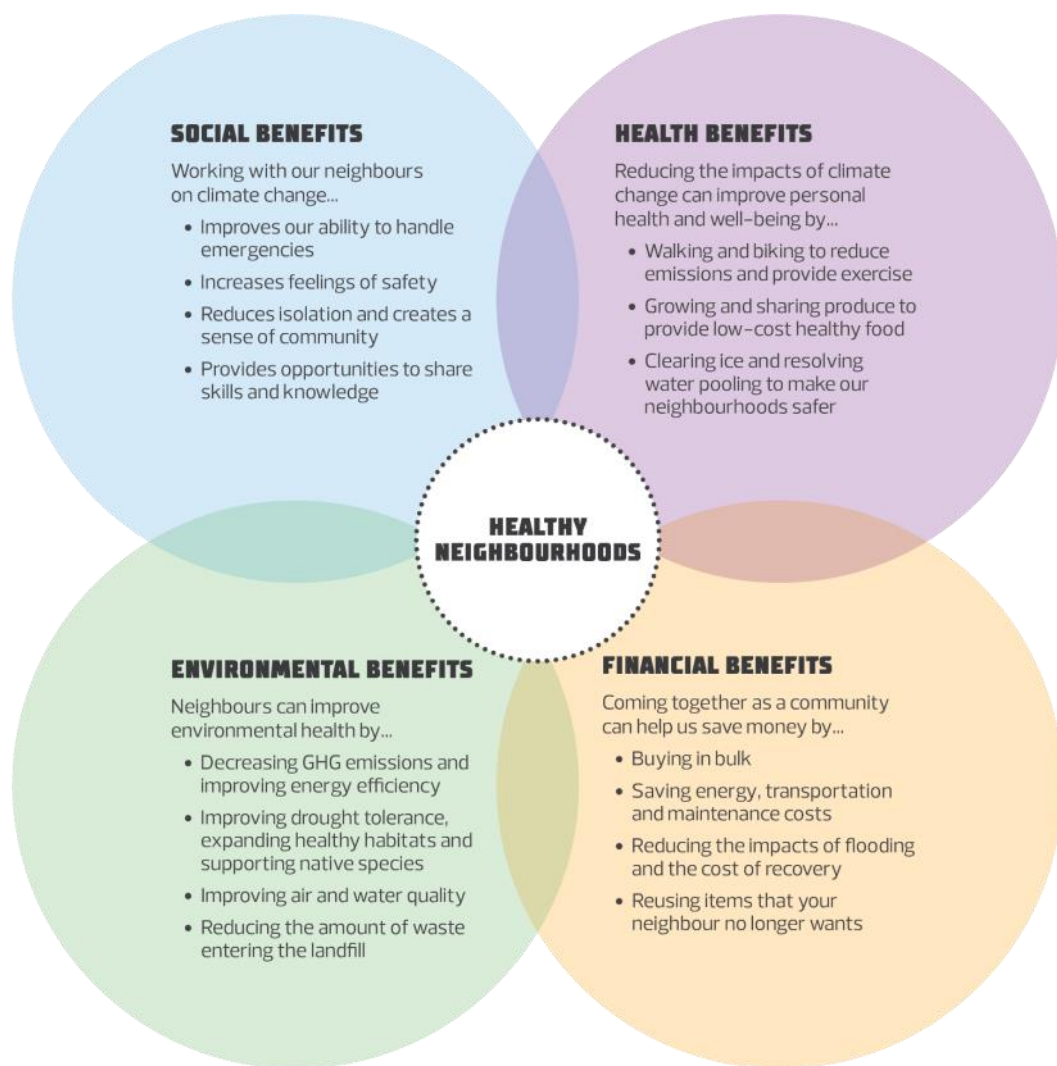 SOCIAL BENEFITS
Working with our neighbours
on climate change...
• Improves our ability to handle
emergencies
• Increases feelings of safety
• Reduces isolation and creates a
sense of community
• Provides opportunities to share
skills and knowledge
HEALTH BENEFITS
Reducing the impacts of climate
change can improve personal
health and well-being by...
• Walking and biking to reduce
emissions and provide exercise
• Growing and sharing produce to
provide low-cost healthy food
• Clearing ice and resolving
water pooling to make our
neighbourhoods safer
HEALTHY
NEIGHBOURHOODS
ENVIRONMENTAL BENEFITS
Neighbours can improve
environmental health by...
• Decreasing GHG emissions and
improving energy efficiency
• Improving drought tolerance,
expanding healthy habitats and
supporting native species
• Improving air and water quality
• Reducing the amount of waste
entering the landfill
FINANCIAL BENEFITS
Coming together as a community
can help us save money by...
• Buying in bulk
• Saving energy, transportation
and maintenance costs
• Reducing the impacts of flooding
and the cost of recovery
• Reusing items that your
neighbour no longer wants